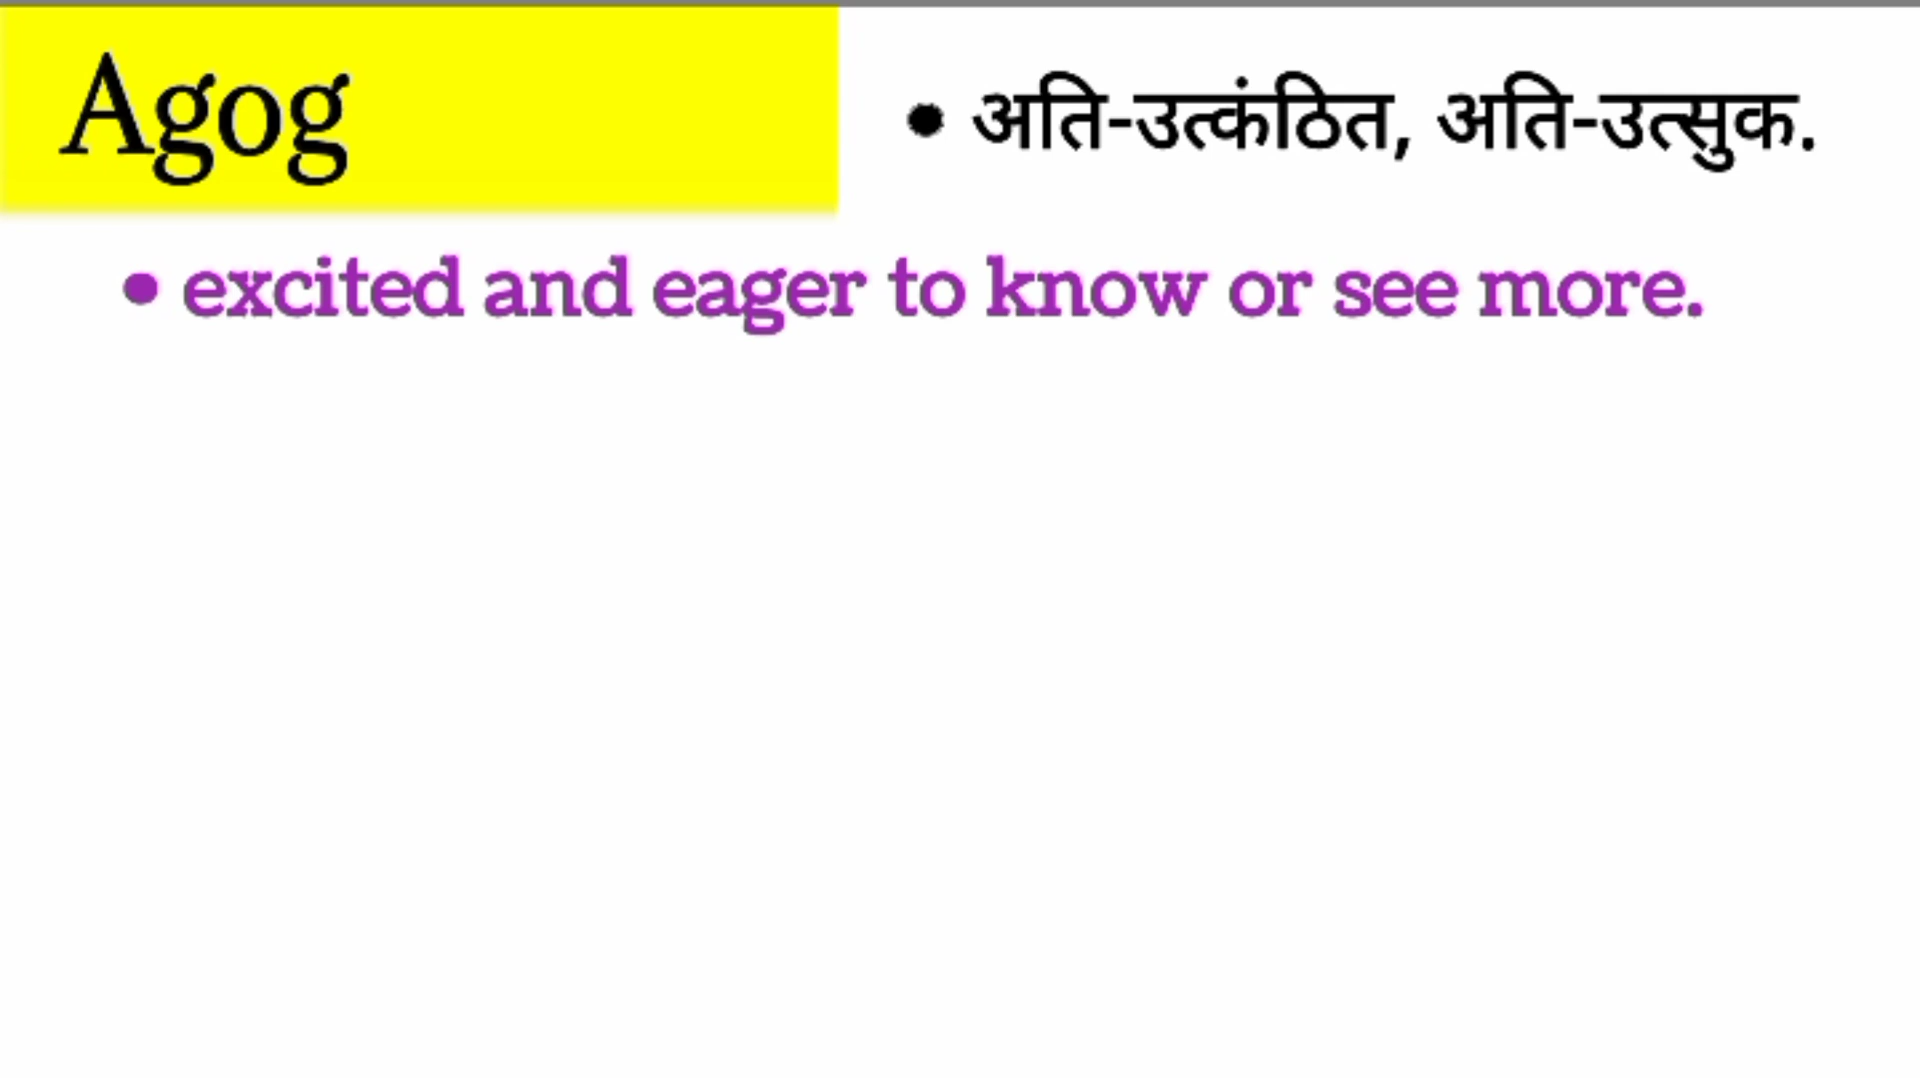 Agog
• अति-उत्कंठित, अति-उत्सुक.
• excited and eager to know or see more.